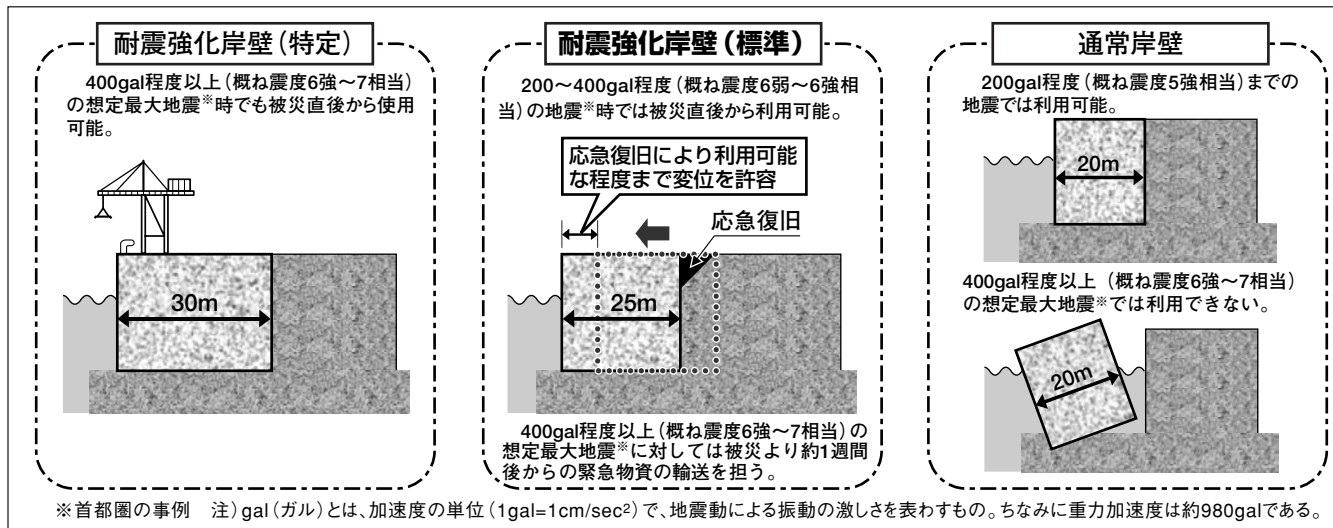 耐震強化岸壁（特定）
400gal程度以上（概ね震度6強～7相当）
の想定最大地震※時でも被災直後から使用
可能。
30m
耐震強化岸壁（標準）
200～400gal程度（概ね震度6弱～6強相
当）の地震※時では被災直後から利用可能。
応急復旧により利用可能
な程度まで変位を許容
応急復旧
25m
400gal程度以上（概ね震度6強～7相当）の
想定最大地震※に対しては被災より約1週間
後からの緊急物資の輸送を担う。
通常岸壁
200gal程度（概ね震度5強相当）までの
地震では利用可能。
20m
400gal程度以上（概ね震度6強～7相当）
の想定最大地震※では利用できない。
20m
※首都圏の事例　注）gal（ガル）とは、加速度の単位（1gal=1cm/sec²）で、地震動による振動の激しさを表わすもの。ちなみに重力加速度は約980galである。